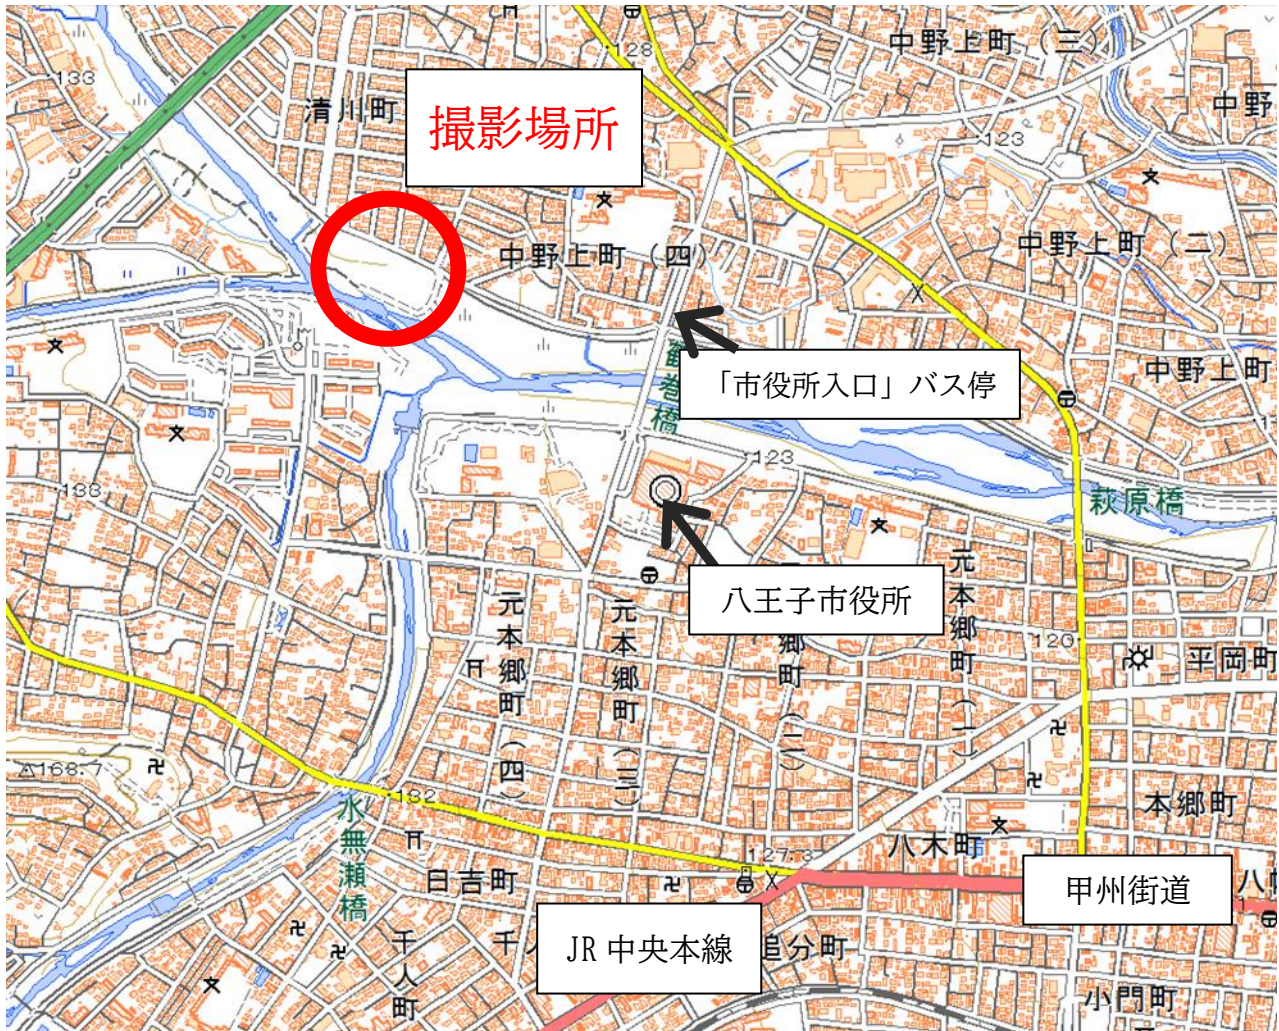 中野上町（三）
128
133
清川町
撮影場所
中野
123
中野上町（四）
中野上町（二）
「市役所入口」バス停
鶴巻橋
中野上町
123
133
萩原橋
八王子市役所
元本郷町（四）
元本郷町（三）
郷町（二）
元本郷町（一）
120
平岡町
168.7
132
水無瀬橋
本郷町
八木町
127.3
日吉町
甲州街道
八
千人町
千
JR 中央本線
追分町
小門町